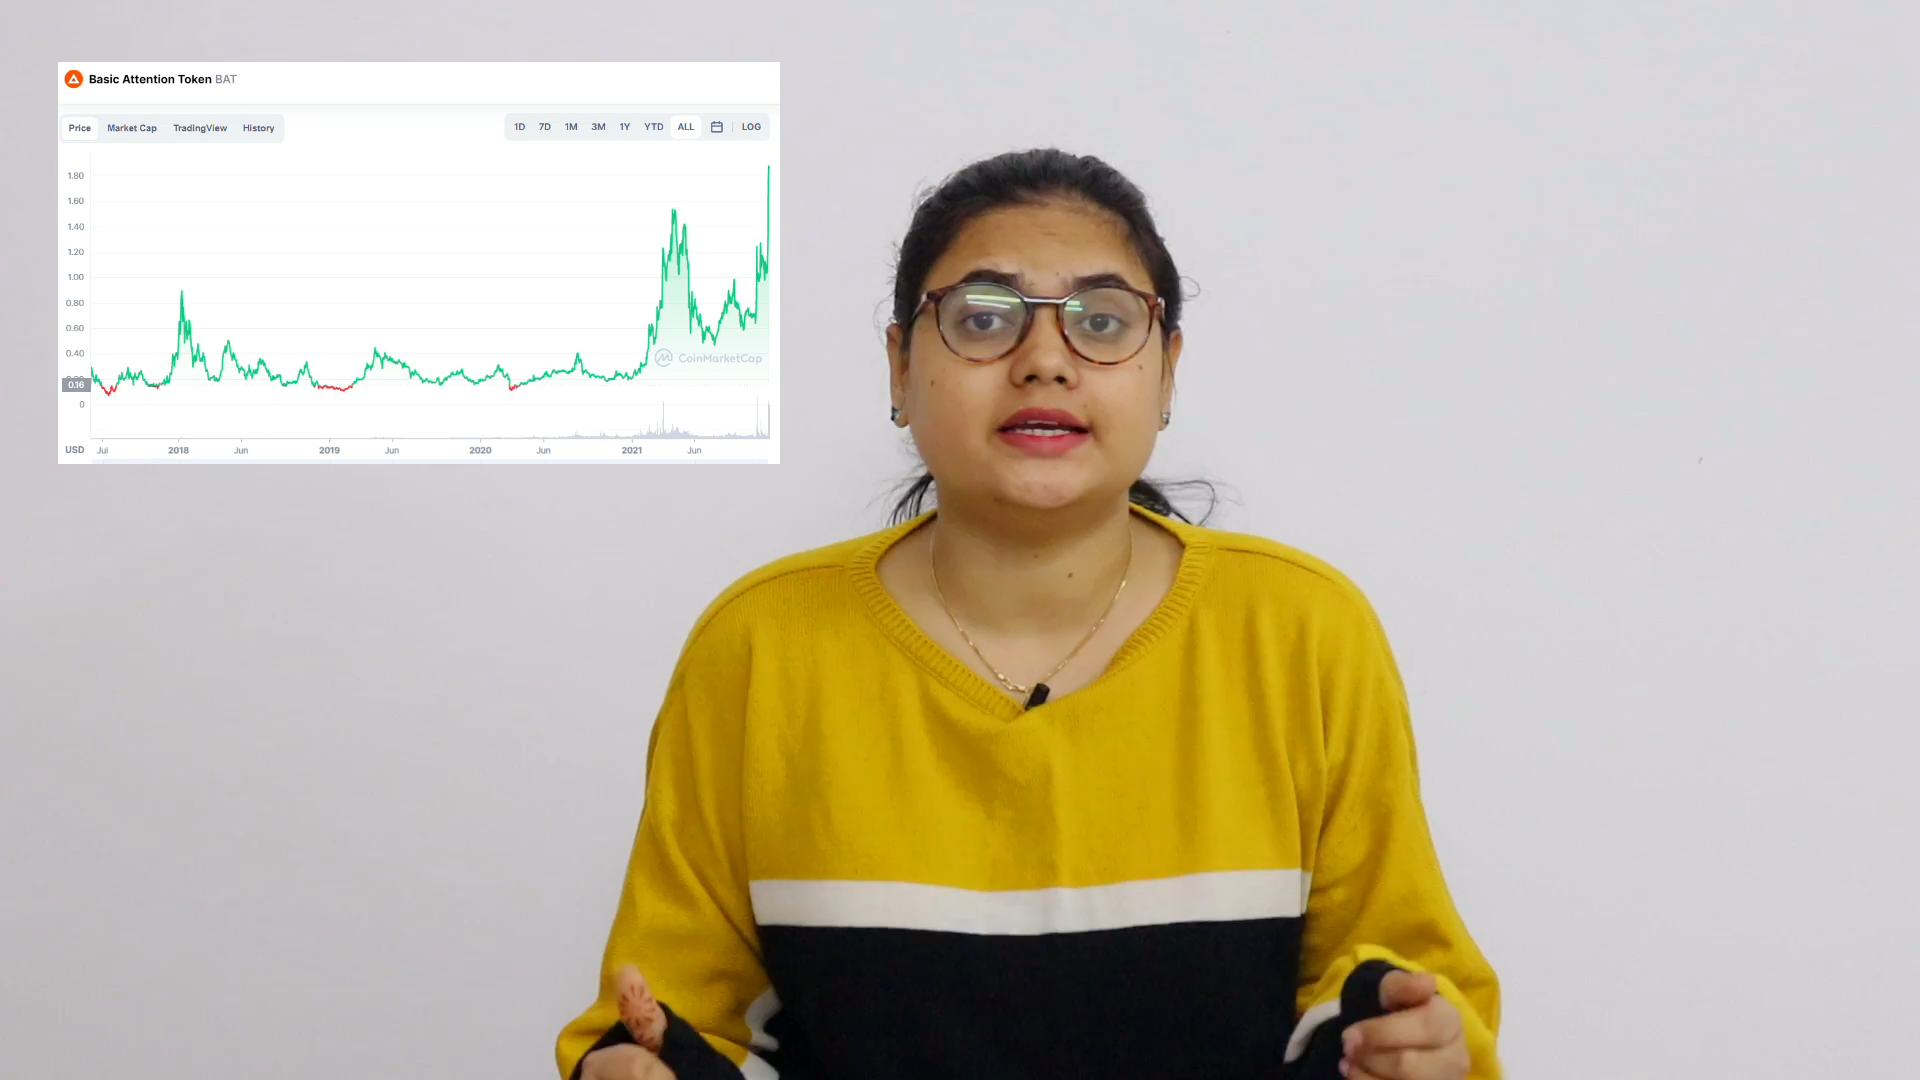 Basic Attention Token BAT
Price Market Cap TradingView History
1D 7D 1M 3M 1Y YTD ALL LOG
1.80
1.60
1.40
1.20
1.00
0.80
0.60
0.40
0.16
0
CoinMarketCap
USD Jul 2018 Jun 2019 Jun 2020 Jun 2021 Jun